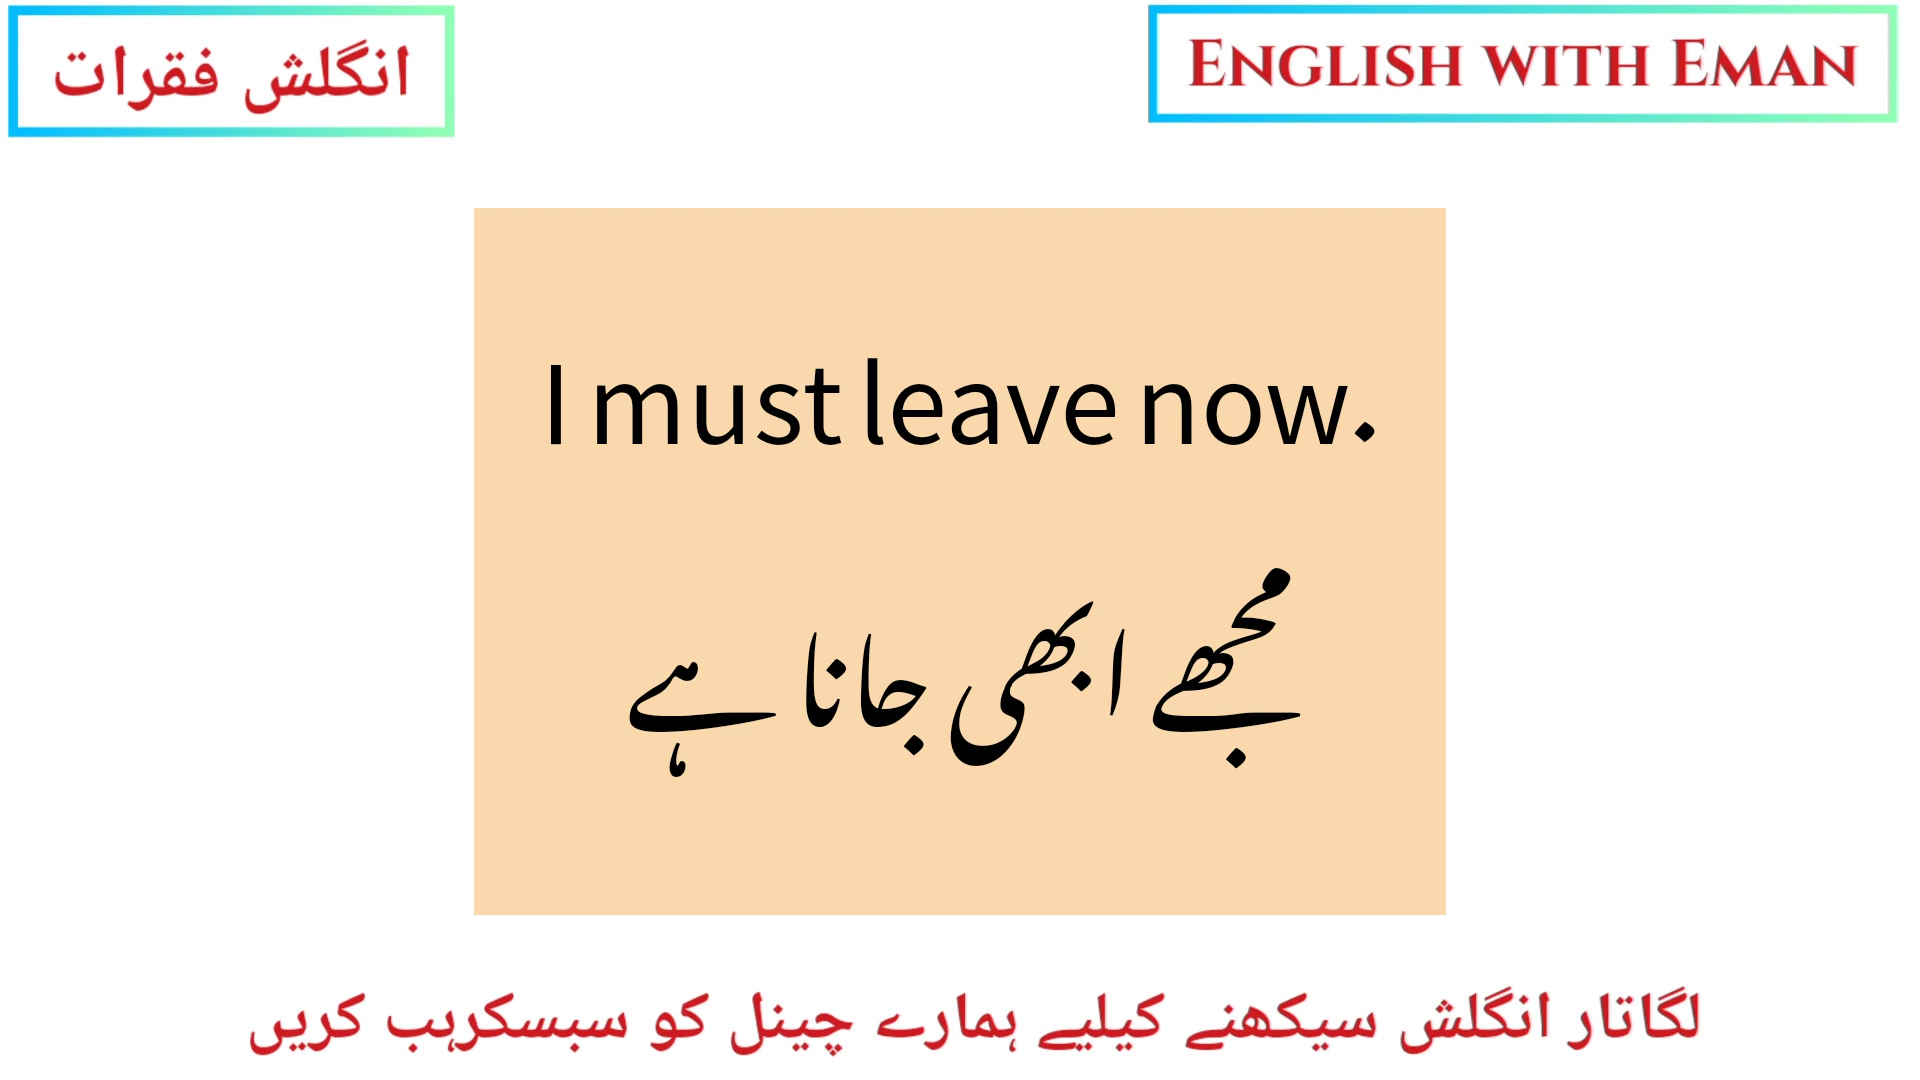 انگلش فقرات
English with Eman
I must leave now.
مجھے ابھی جانا ہے
لگاتار انگلش سیکھنے کیلیے ہمارے چینل کو سبسکرہب کریں